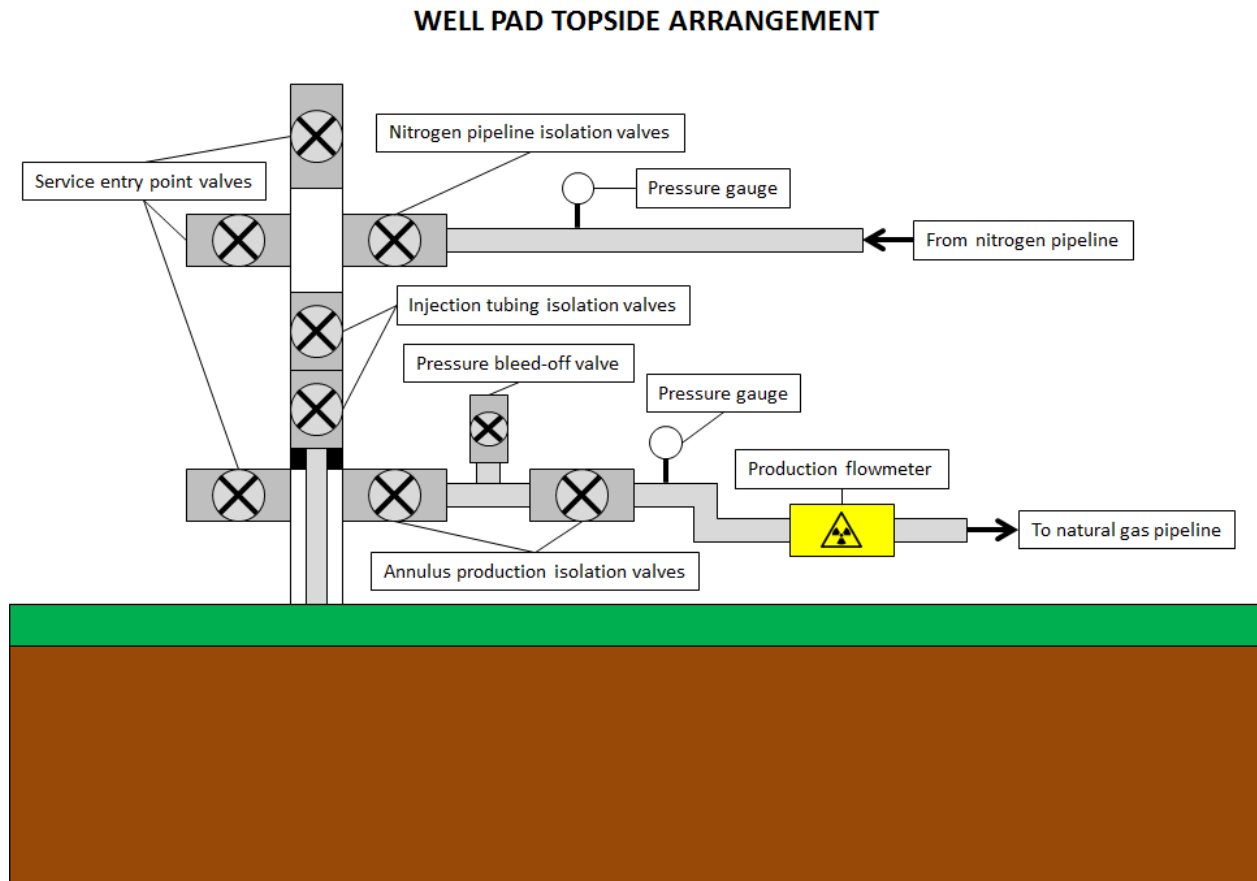 WELL PAD TOPSIDE ARRANGEMENT
Nitrogen pipeline isolation valves
Service entry point valves
Pressure gauge
From nitrogen pipeline
Injection tubing isolation valves
Pressure bleed-off valve
Pressure gauge
Production flowmeter
To natural gas pipeline
Annulus production isolation valves